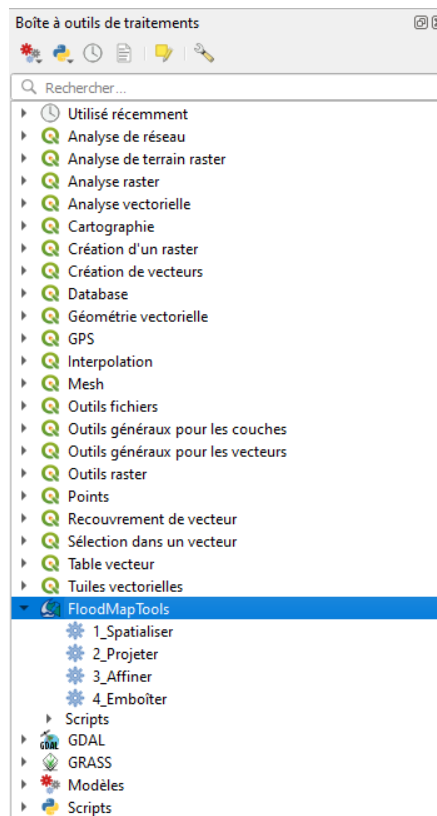 Boîte à outils de traitements
Rechercher...
Utilisé récemment
Analyse de réseau
Analyse de terrain raster
Analyse raster
Analyse vectorielle
Cartographie
Création d'un raster
Création de vecteurs
Database
Géométrie vectorielle
GPS
Interpolation
Mesh
Outils fichiers
Outils généraux pour les couches
Outils généraux pour les vecteurs
Outils raster
Points
Recouvrement de vecteur
Sélection dans un vecteur
Table vecteur
Tuiles vectorielles
FloodMapTools
1_Spatialiser
2_Projeter
3_Affiner
4_Emboîter
Scripts
GDAL
GRASS
Modèles
Scripts